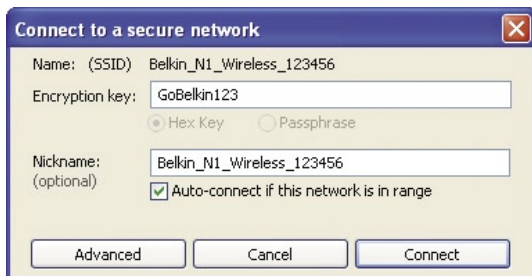 Connect to a secure network
Name: (SSID) Belkin_N1_Wireless_123456
Encryption key: GoBelkin123
Hex Key Passphrase
Nickname: Belkin_N1_Wireless_123456
(optional)
Auto-connect if this network is in range
Advanced Cancel Connect